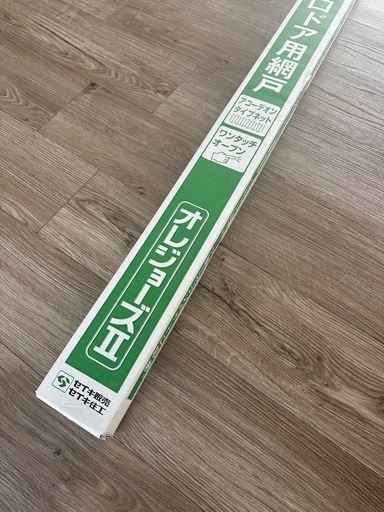 ロドア用網戸
アコーデオン
タイプネット
ワンタッチ
オープン
オレジョーズII
セイキ販売
セイキ住工